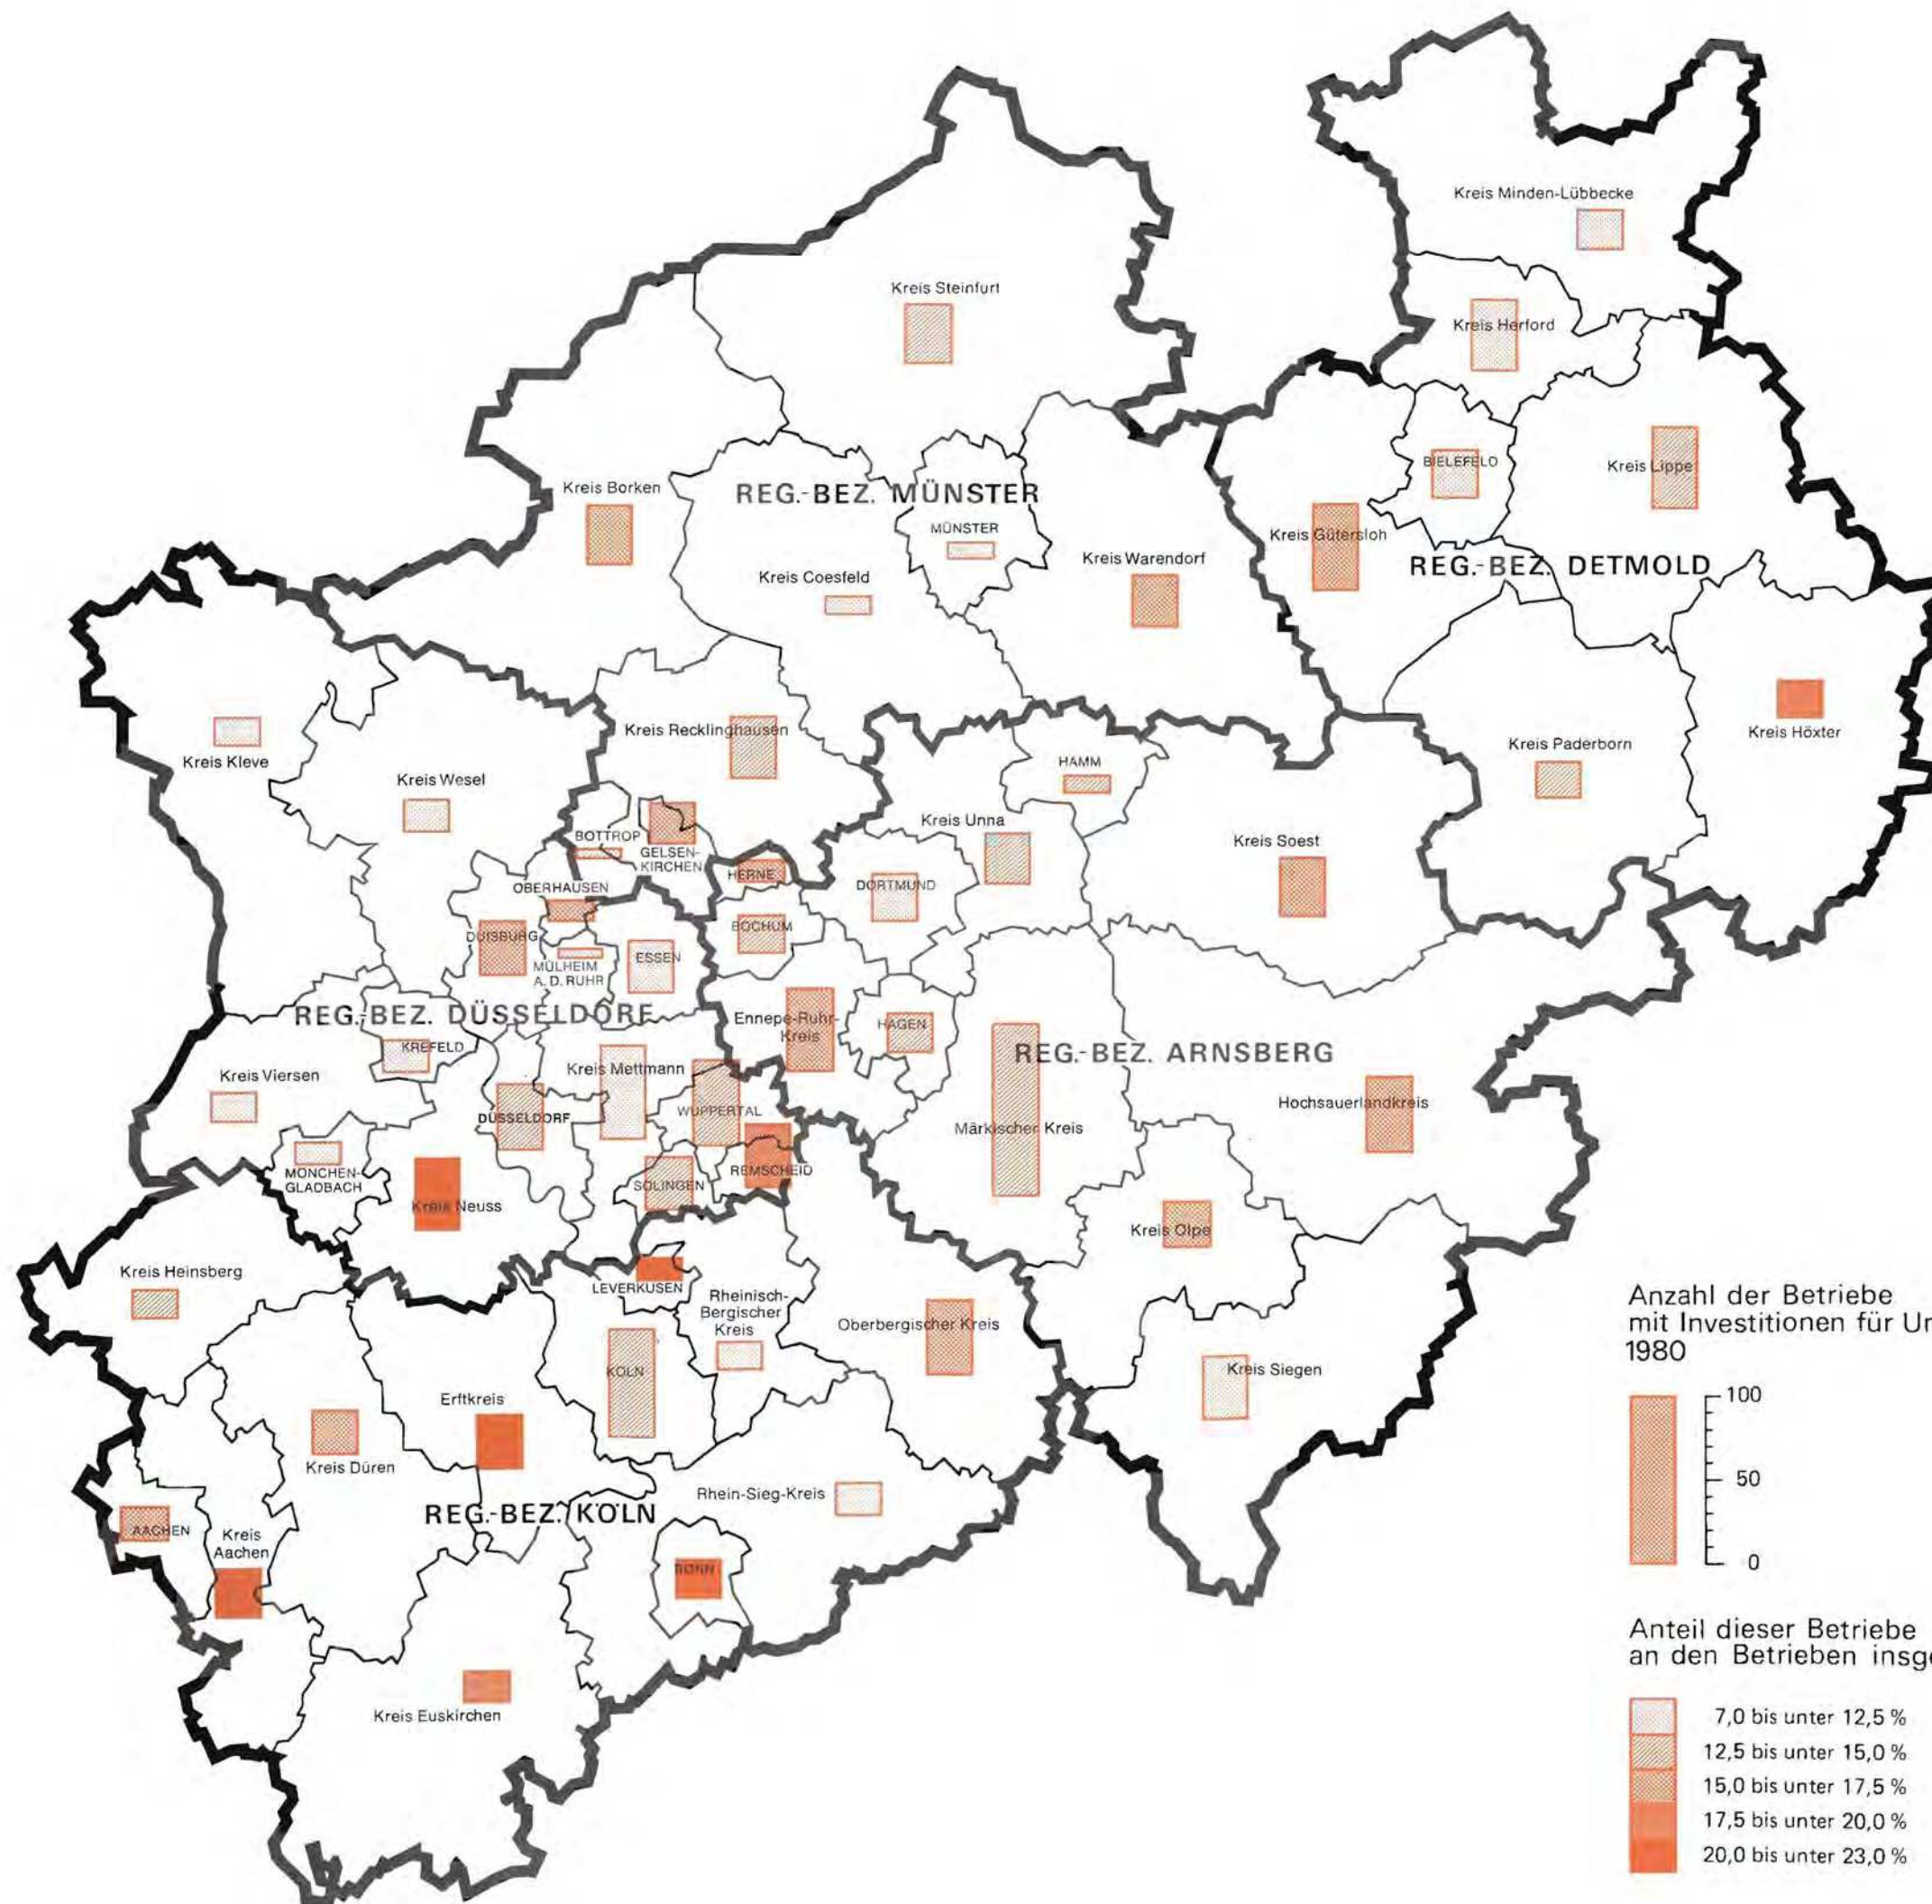 Kreis Minden-Lübbecke
Kreis Steinfurt
Kreis Herford
BIELEFELD
Kreis Lippe
Kreis Borken
REG.-BEZ. MÜNSTER
MÜNSTER
Kreis Gütersloh
Kreis Warendorf
REG.-BEZ. DETMOLD
Kreis Coesfeld
Kreis Recklinghausen
Kreis Höxter
Kreis Paderborn
Kreis Kleve
HAMM
Kreis Wesel
Kreis Unna
BOTTROP
Kreis Soest
GELSEN-
KIRCHEN
HERNE
DORTMUND
OBERHAUSEN
BOCHUM
DUISBURG
ESSEN
MÜLHEIM
A. D. RUHR
REG.-BEZ. DÜSSELDORF
Ennepe-Ruhr-
Kreis
HAGEN
KREFELD
REG.-BEZ. ARNSBERG
Kreis Viersen
Kreis Mettmann
Hochsauerlandkreis
DÜSSELDORF
WUPPERTAL
Märkischer Kreis
MÖNCHEN-
GLADBACH
REMSCHEID
SOLINGEN
Kreis Neuss
Kreis Olpe
Kreis Heinsberg
LEVERKUSEN
Rheinisch-
Bergischer
Kreis
Oberbergischer Kreis
KÖLN
Kreis Siegen
Erftkreis
Kreis Düren
Rhein-Sieg-Kreis
REG.-BEZ. KÖLN
AACHEN
Kreis
Aachen
BONN
Kreis Euskirchen
Anzahl der Betriebe
mit Investitionen für Um
1980
100
50
0
Anteil dieser Betriebe
an den Betrieben insge
7,0 bis unter 12,5 %
12,5 bis unter 15,0 %
15,0 bis unter 17,5 %
17,5 bis unter 20,0 %
20,0 bis unter 23,0 %